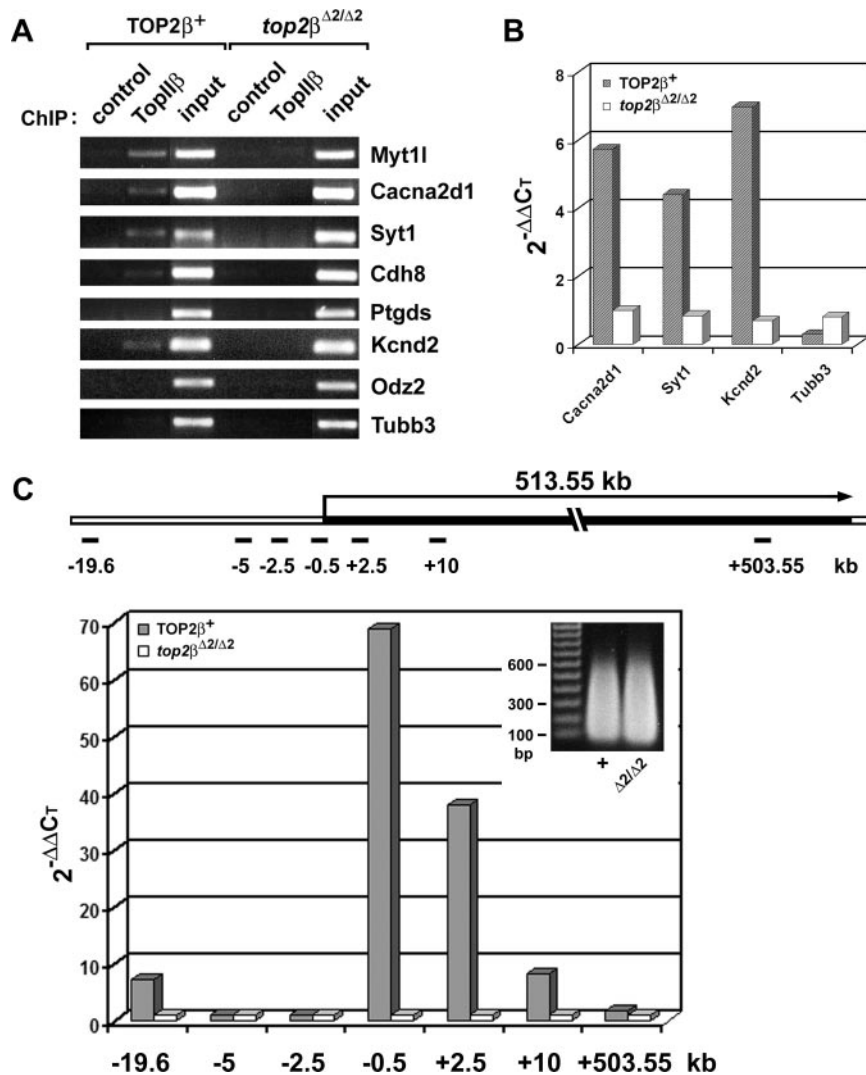 A
TOP2β+ top2βΔ2/Δ2
ChIP: control TopIIβ input control TopIIβ input
Myt1l
Cacna2d1
Syt1
Cdh8
Ptgds
Kcnd2
Odz2
Tubb3
B
TOP2β+
top2βΔ2/Δ2
2-ΔΔCT
8
6
4
2
0
Cacna2d1 Syt1 Kcnd2 Tubb3
C
513.55 kb
-19.6 -5 -2.5 -0.5 +2.5 +10 +503.55 kb
TOP2β+
top2βΔ2/Δ2
2-ΔΔCT
70
60
50
40
30
20
10
0
600
300
100
bp
+ Δ2/Δ2
-19.6 -5 -2.5 -0.5 +2.5 +10 +503.55 kb